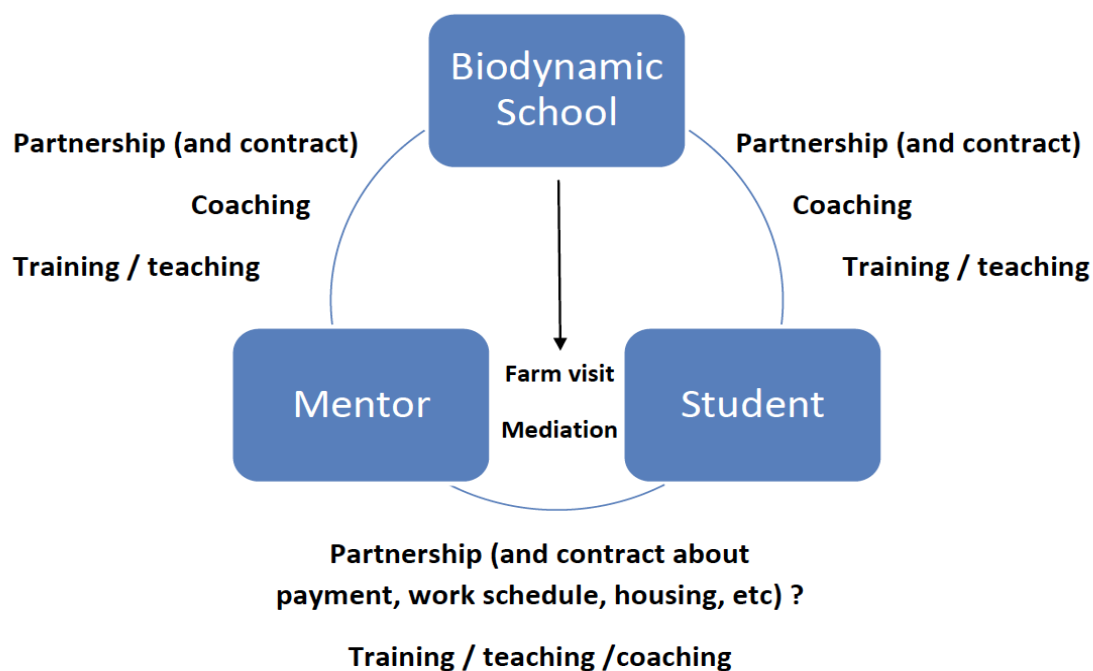 Biodynamic
School
Partnership (and contract)
Coaching
Training / teaching
Partnership (and contract)
Coaching
Training / teaching
Mentor
Farm visit
Mediation
Student
Partnership (and contract about
payment, work schedule, housing, etc) ?
Training / teaching /coaching